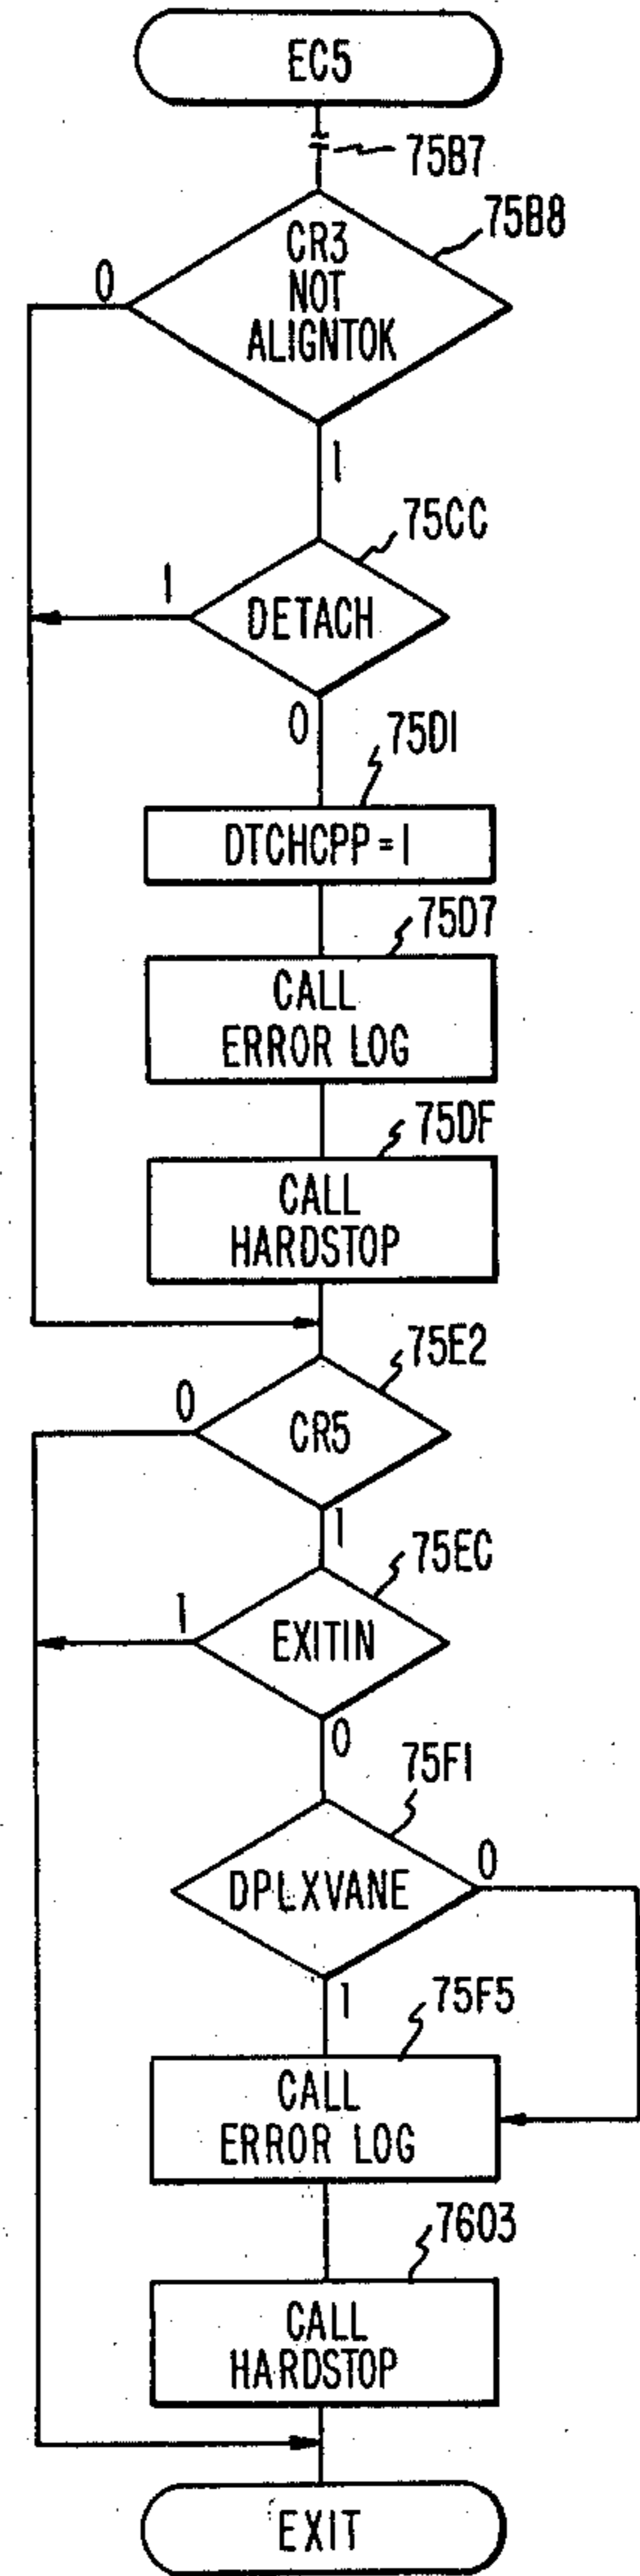 EC5
75B7
75B8
CR3
NOT
ALIGNTOK
0
1
75CC
DETACH
1
0
75D1
DTCHCPP=1
75D7
CALL
ERROR LOG
75DF
CALL
HARDSTOP
75E2
CR5
0
1
75EC
EXITIN
1
0
75F1
DPLXVANE
0
1
75F5
CALL
ERROR LOG
7603
CALL
HARDSTOP
EXIT